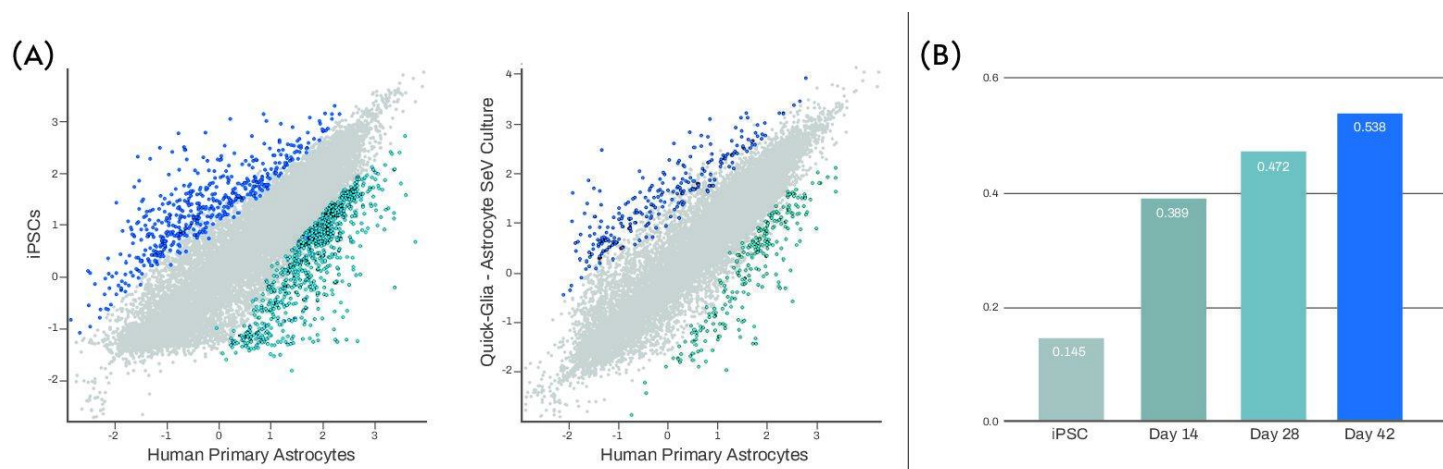 (A)
iPSCs
3
2
1
0
-1
-2
-2 -1 0 1 2 3
Human Primary Astrocytes
Quick-Glia - Astrocyte SeV Culture
4
3
2
1
0
-1
-2
-2 -1 0 1 2 3
Human Primary Astrocytes
(B)
0.6
0.4
0.2
0.0
0.145
0.389
0.472
0.538
iPSC Day 14 Day 28 Day 42